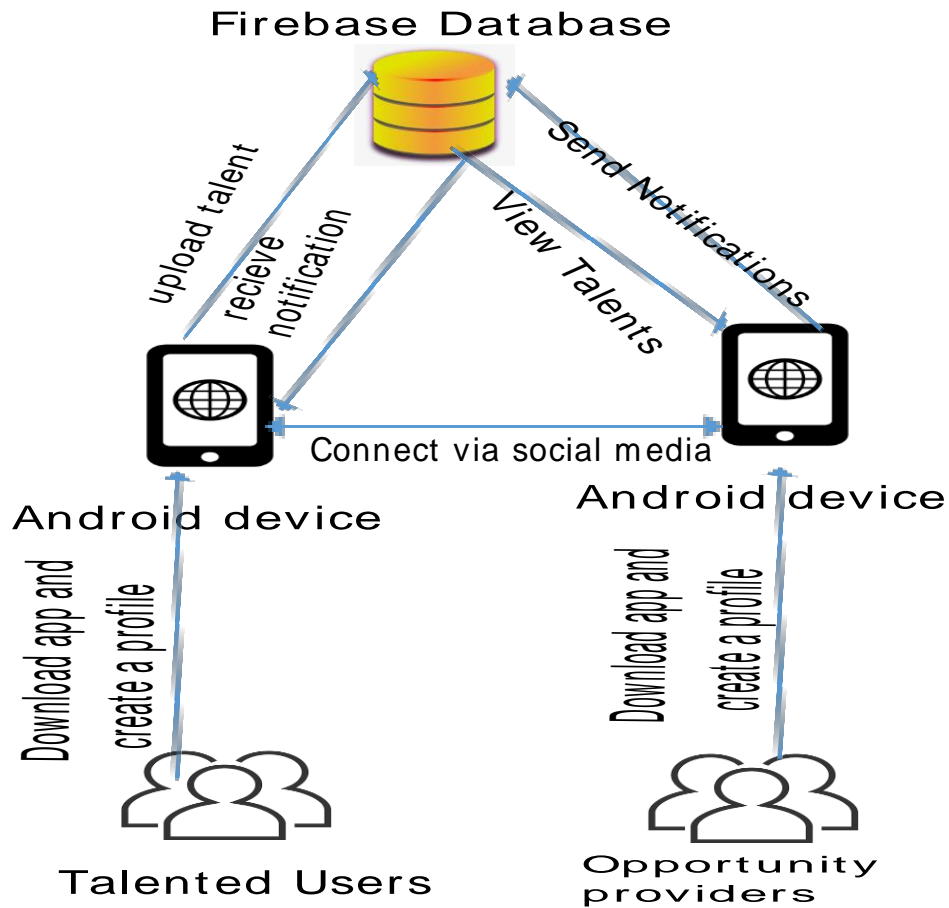 Firebase Database
upload talent
recieve
notification
View Talents
Send Notifications
Connect via social media
Android device
Android device
Download app and
create a profile
Download app and
create a profile
Talented Users
Opportunity
providers